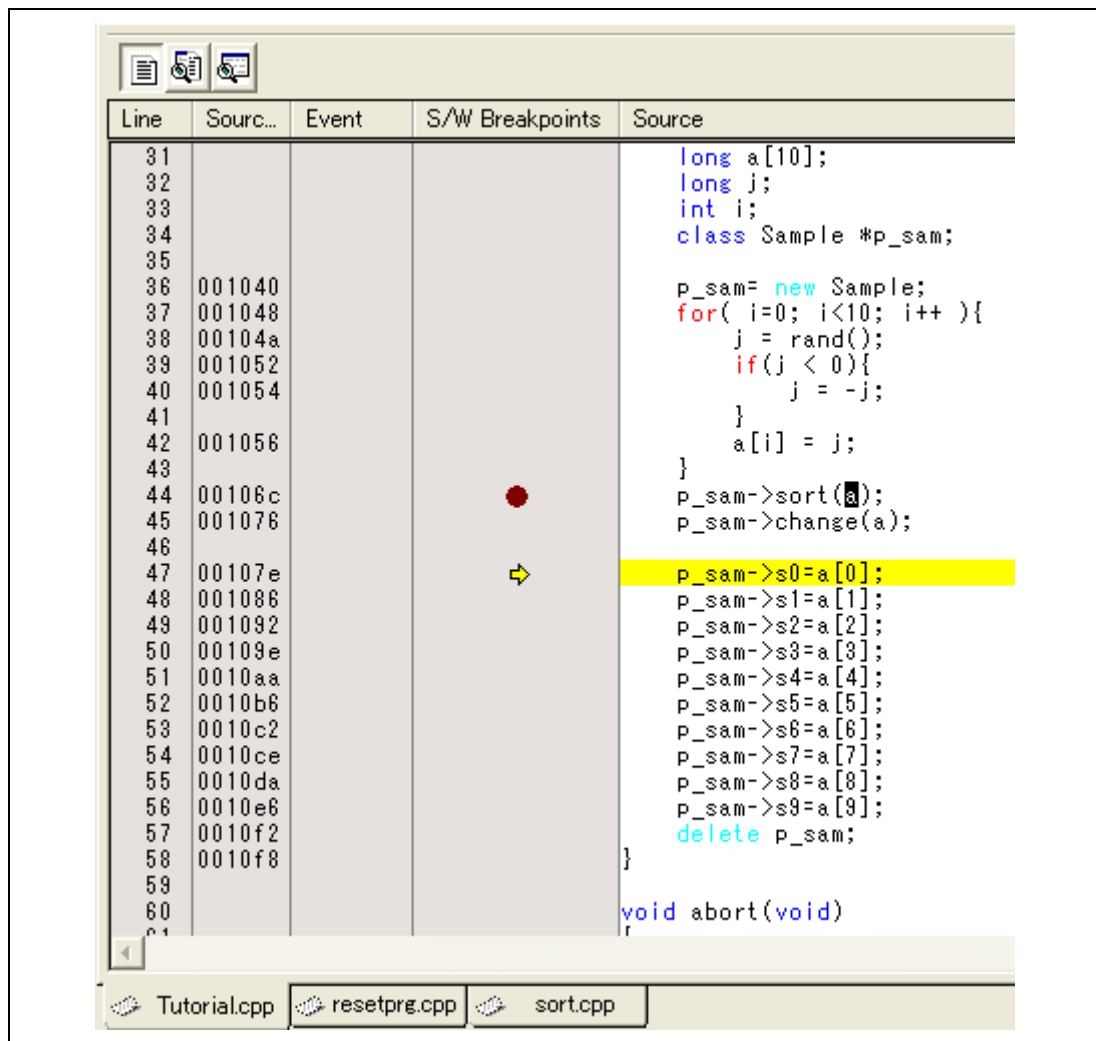 Line Sourc... Event S/W Breakpoints Source
31 long a[10];
32 long j;
33 int i;
34 class Sample *p_sam;
35
36 001040 p_sam= new Sample;
37 001048 for( i=0; i<10; i++ ){
38 00104a j = rand();
39 001052 if(j < 0){
40 001054 j = -j;
41 }
42 001056 a[i] = j;
43 }
44 00106c p_sam->sort(a);
45 001076 p_sam->change(a);
46
47 00107e p_sam->s0=a[0];
48 001086 p_sam->s1=a[1];
49 001092 p_sam->s2=a[2];
50 00109e p_sam->s3=a[3];
51 0010aa p_sam->s4=a[4];
52 0010b6 p_sam->s5=a[5];
53 0010c2 p_sam->s6=a[6];
54 0010ce p_sam->s7=a[7];
55 0010da p_sam->s8=a[8];
56 0010e6 p_sam->s9=a[9];
57 0010f2 delete p_sam;
58 0010f8 }
59
60 void abort(void)
Tutorial.cpp resetprg.cpp sort.cpp